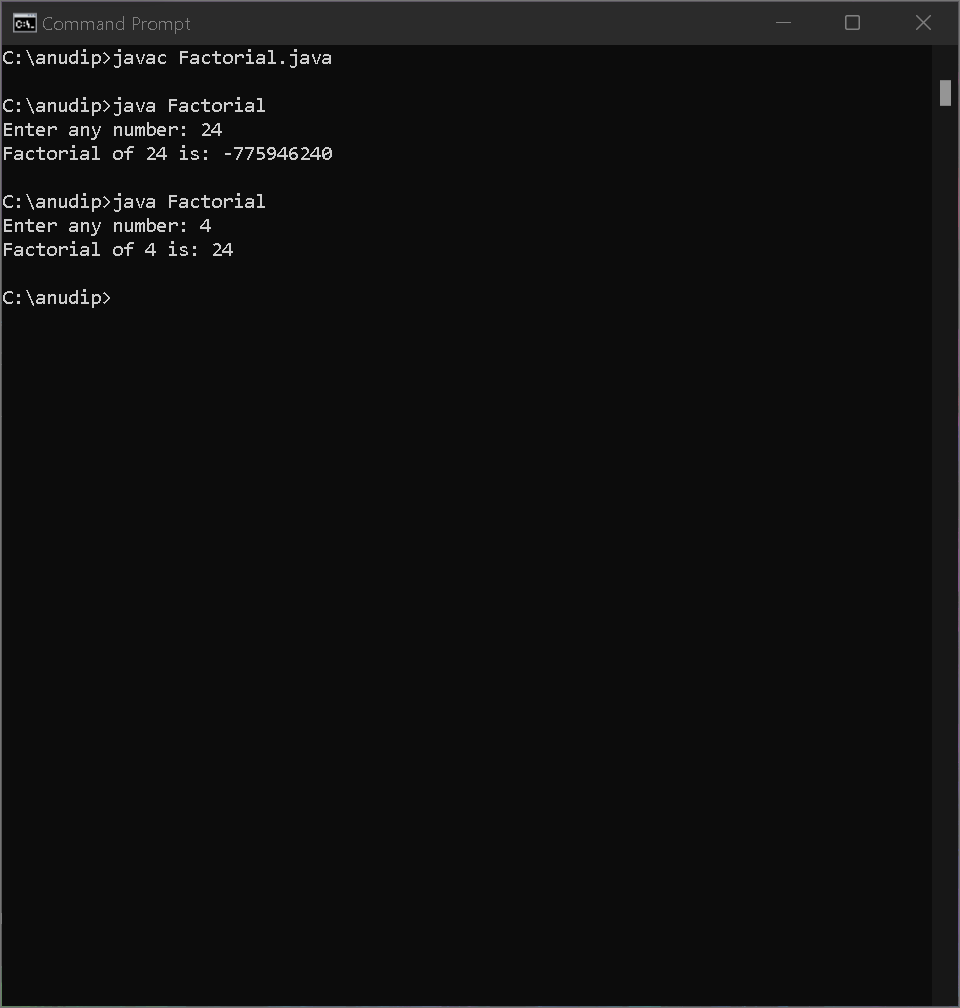 Command Prompt
C:\anudip>javac Factorial.java
C:\anudip>java Factorial
Enter any number: 24
Factorial of 24 is: -775946240
C:\anudip>java Factorial
Enter any number: 4
Factorial of 4 is: 24
C:\anudip>